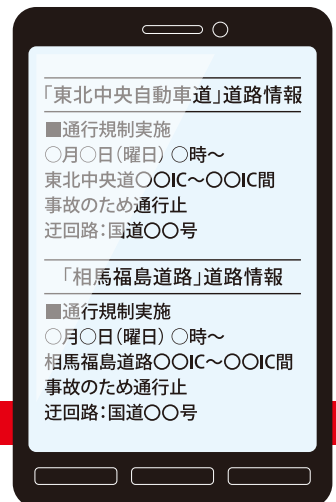 「東北中央自動車道」道路情報
■通行規制実施
○月○日(曜日) ○時～
東北中央道○○IC～○○IC間
事故のため通行止
迂回路：国道○○号
「相馬福島道路」道路情報
■通行規制実施
○月○日(曜日) ○時～
相馬福島道路○○IC～○○IC間
事故のため通行止
迂回路：国道○○号